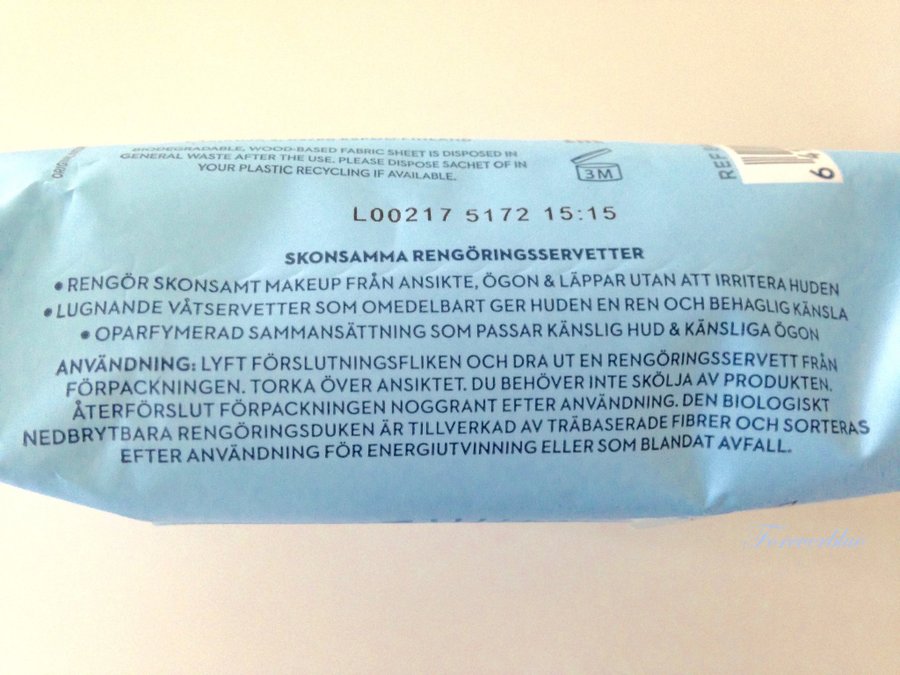 BIODEGRADABLE, WOOD-BASED FABRIC SHEET IS DISPOSED IN
GENERAL WASTE AFTER THE USE. PLEASE DISPOSE SACHET OF IN
YOUR PLASTIC RECYCLING IF AVAILABLE.
3M
L00217 5172 15:15
SKONSAMMA RENGÖRINGSSERVETTER
• RENGÖR SKONSAMT MAKEUP FRÅN ANSIKTE, ÖGON & LÄPPAR UTAN ATT IRRITERA HUDEN
• LUGNANDE VÅTSERVETTER SOM OMEDELBART GER HUDEN EN REN OCH BEHAGLIG KÄNSLA
• OPARFYMERAD SAMMANSÄTTNING SOM PASSAR KÄNSLIG HUD & KÄNSLIGA ÖGON
ANVÄNDNING: LYFT FÖRSLUTNINGSFLIKEN OCH DRA UT EN RENGÖRINGSSERVETT FRÅN
FÖRPACKNINGEN. TORKA ÖVER ANSIKTET. DU BEHÖVER INTE SKÖLJA AV PRODUKTEN.
ÅTERFÖRSLUT FÖRPACKNINGEN NOGGRANT EFTER ANVÄNDNING. DEN BIOLOGISKT
NEDBRYTBARA RENGÖRINGSDUKEN ÄR TILLVERKAD AV TRÄBASERADE FIBRER OCH SORTERAS
EFTER ANVÄNDNING FÖR ENERGIUTVINNING ELLER SOM BLANDAT AVFALL.